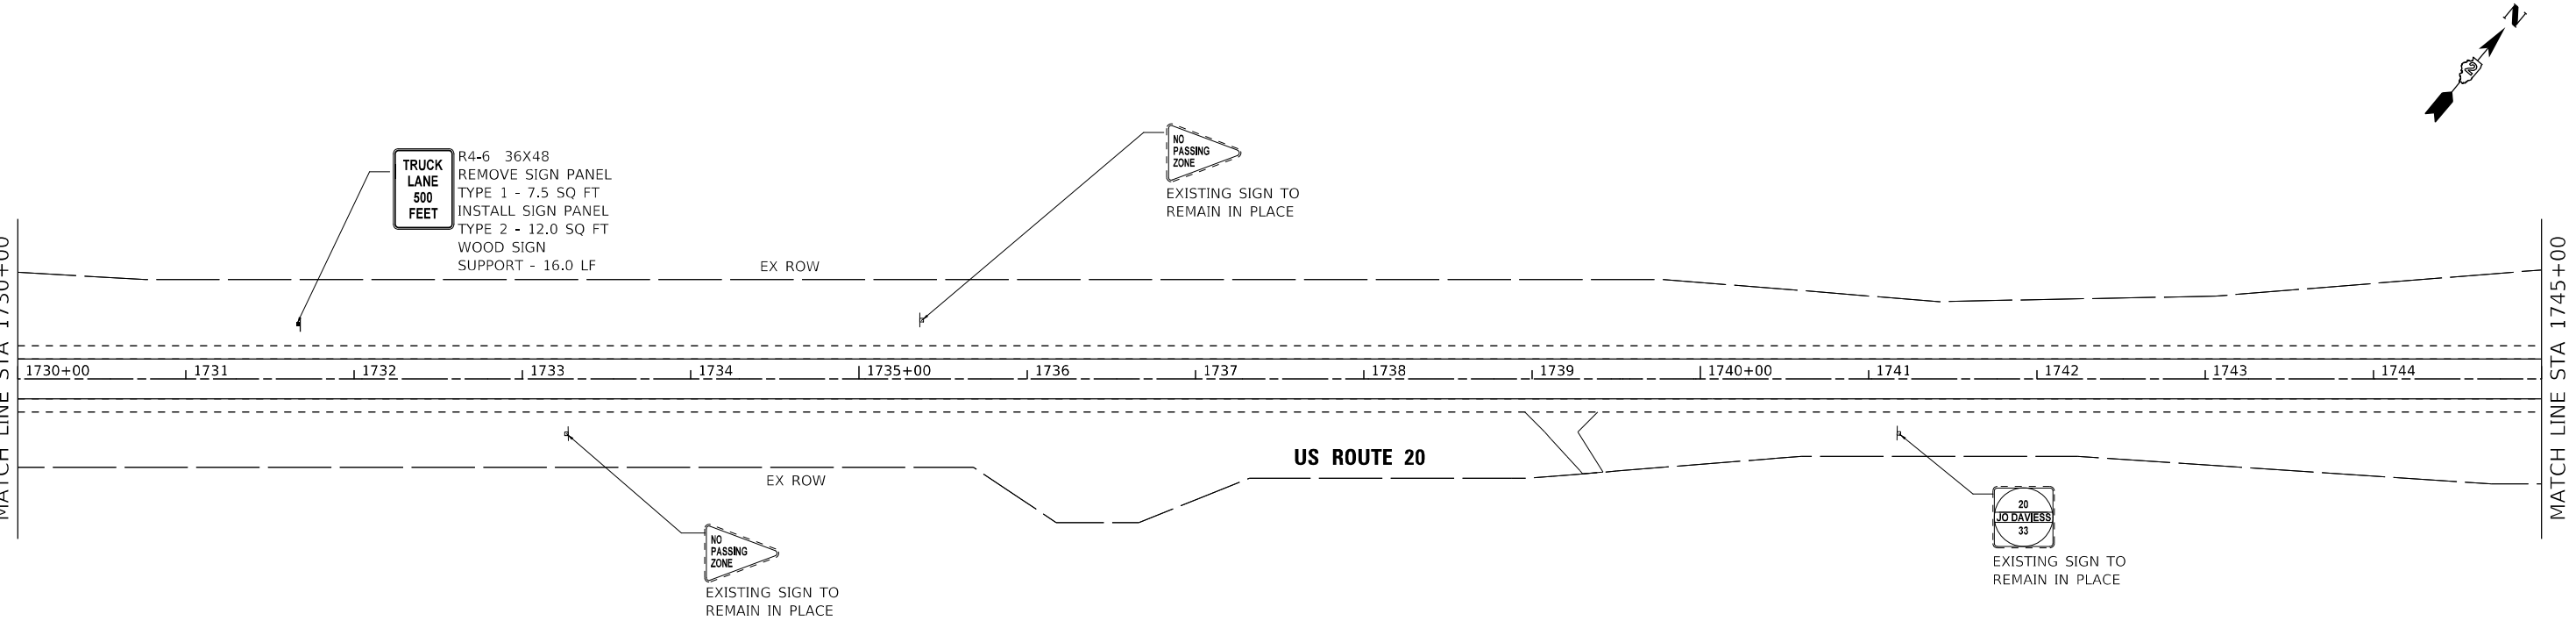 N
2
TRUCK
LANE
500
FEET
R4-6 36X48
REMOVE SIGN PANEL
TYPE 1 - 7.5 SQ FT
INSTALL SIGN PANEL
TYPE 2 - 12.0 SQ FT
WOOD SIGN
SUPPORT - 16.0 LF
NO
PASSING
ZONE
EXISTING SIGN TO
REMAIN IN PLACE
EX ROW
MATCH LINE STA 1730+00
1730+00 1731 1732 1733 1734 1735+00 1736 1737 1738 1739 1740+00 1741 1742 1743 1744
MATCH LINE STA 1745+00
US ROUTE 20
EX ROW
NO
PASSING
ZONE
EXISTING SIGN TO
REMAIN IN PLACE
20
JO DAVIESS
33
EXISTING SIGN TO
REMAIN IN PLACE